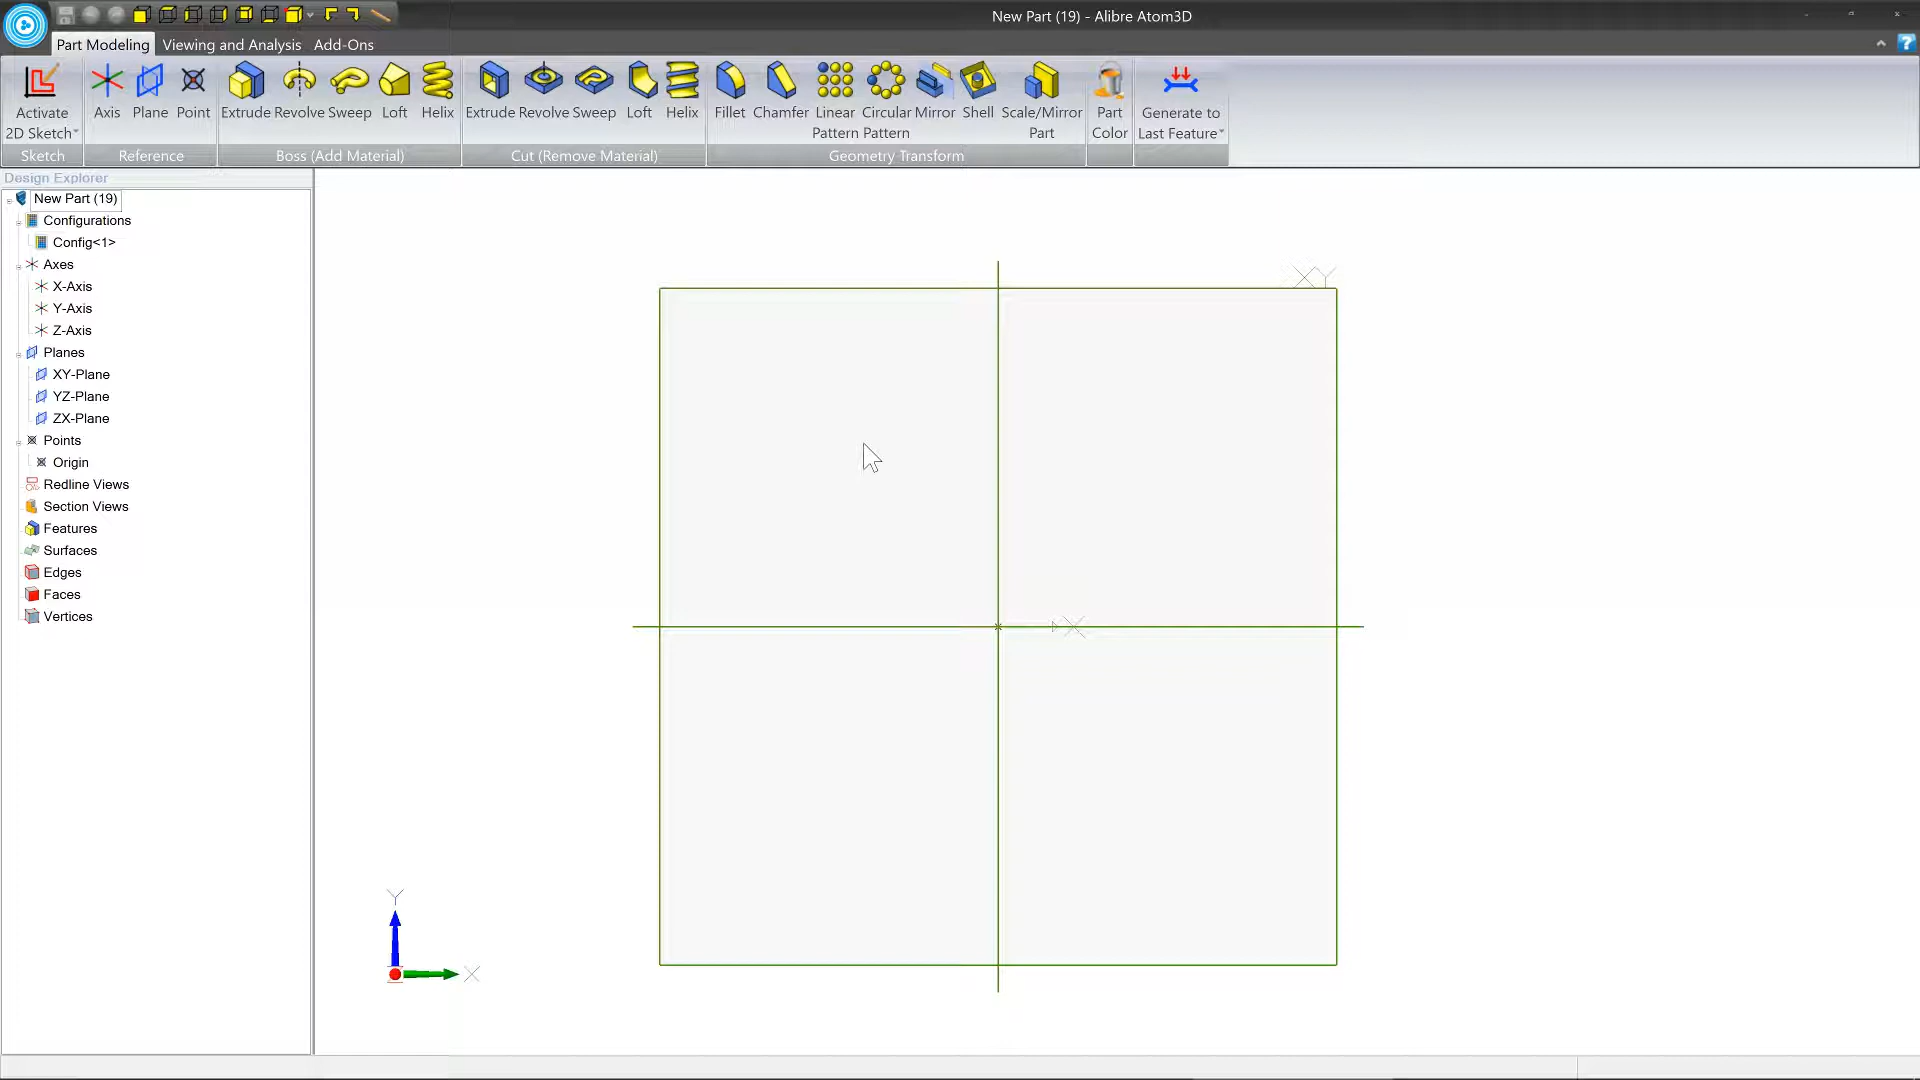 New Part (19) - Alibre Atom3D
Part Modeling Viewing and Analysis Add-Ons
Activate 2D Sketch
Axis Plane Point
Extrude Revolve Sweep Loft Helix
Extrude Revolve Sweep Loft Helix
Fillet Chamfer Linear Pattern Circular Pattern Mirror Shell Scale/Mirror Part
Part Color
Generate to Last Feature
Sketch Reference Boss (Add Material) Cut (Remove Material) Geometry Transform
Design Explorer
New Part (19)
Configurations
Config<1>
Axes
X-Axis
Y-Axis
Z-Axis
Planes
XY-Plane
YZ-Plane
ZX-Plane
Points
Origin
Redline Views
Section Views
Features
Surfaces
Edges
Faces
Vertices
XY
X
Y
X